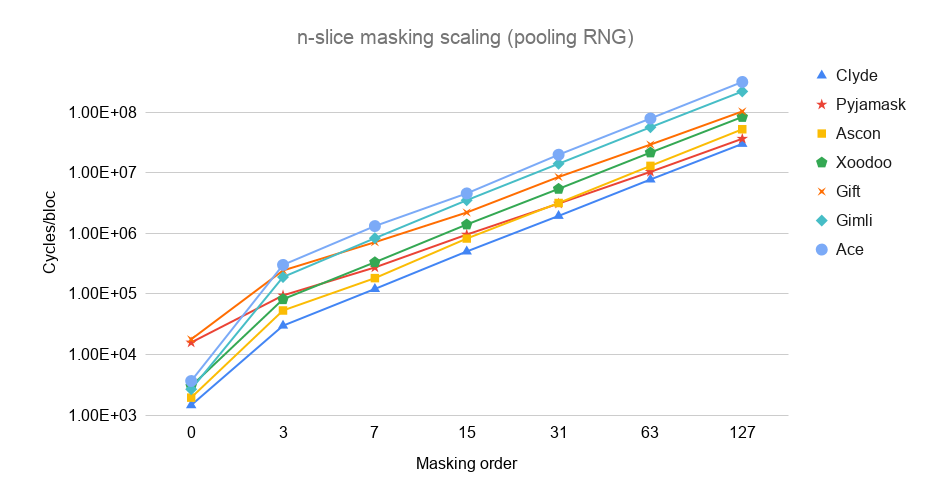 n-slice masking scaling (pooling RNG)
Cycles/bloc
1.00E+08
1.00E+07
1.00E+06
1.00E+05
1.00E+04
1.00E+03
0 3 7 15 31 63 127
Masking order
Clyde
Pyjamask
Ascon
Xoodoo
Gift
Gimli
Ace